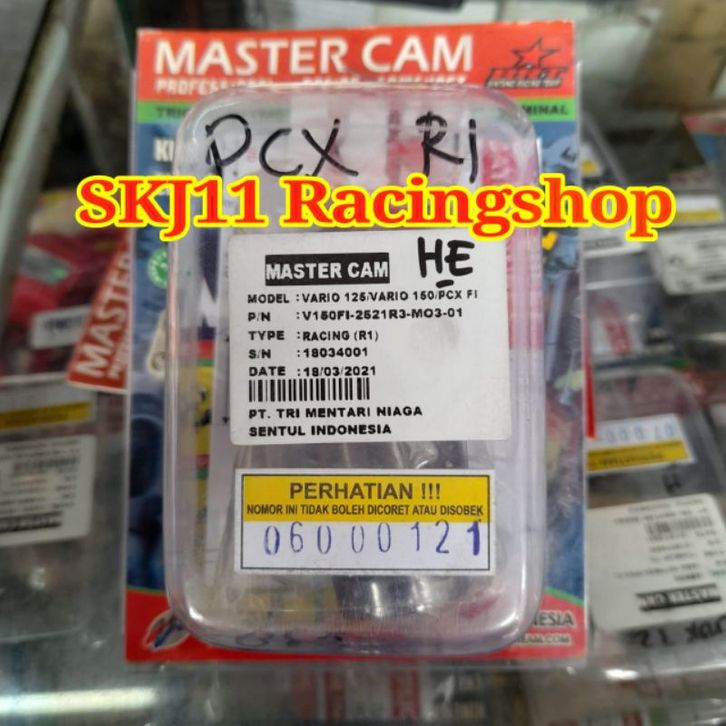 MASTER CAM
PCX R1
SKJ11 Racingshop
MASTER CAM HE
MODEL : VARIO 125/VARIO 150/PCX FI
P/N : V150FI-2521R3-MO3-01
TYPE : RACING (R1)
S/N : 18034001
DATE : 18/03/2021
PT. TRI MENTARI NIAGA
SENTUL INDONESIA
PERHATIAN !!!
NOMOR INI TIDAK BOLEH DICORET ATAU DISOBEK
06000121